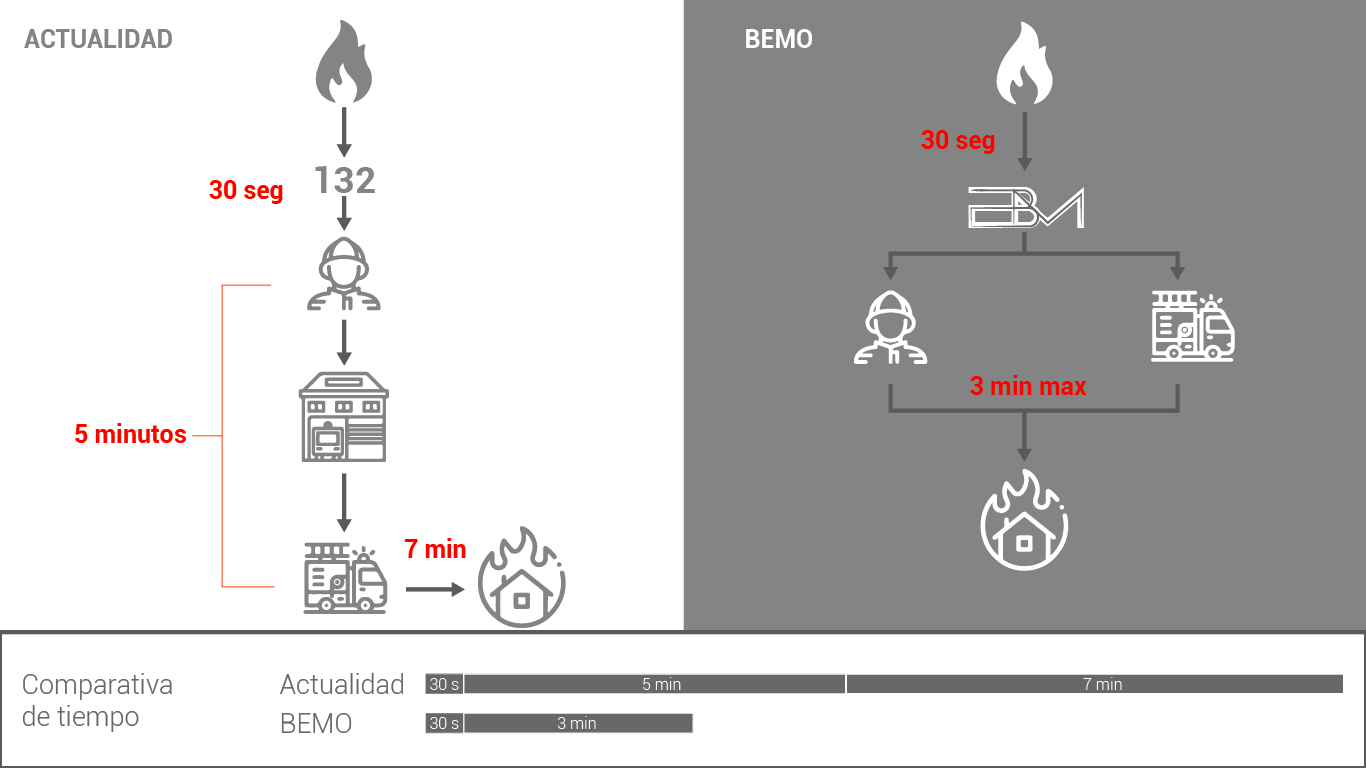 ACTUALIDAD
132
30 seg
5 minutos
7 min
BEMO
30 seg
BM
3 min max
Comparativa
de tiempo
Actualidad
30 s
5 min
7 min
BEMO
30 s
3 min